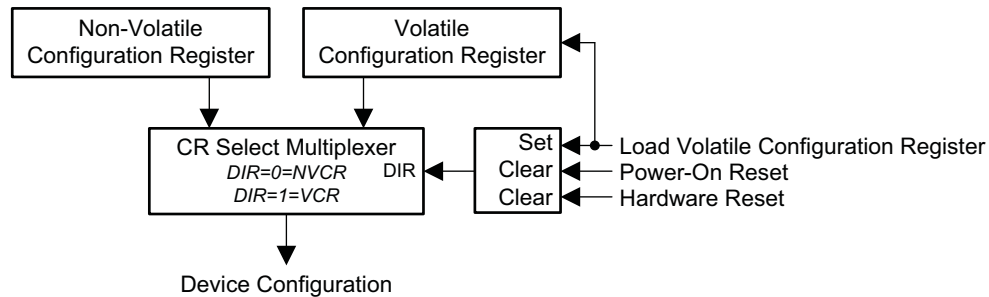 Non-Volatile
Configuration Register
Volatile
Configuration Register
CR Select Multiplexer
DIR=0=NVCR
DIR=1=VCR
DIR
Set
Clear
Clear
Load Volatile Configuration Register
Power-On Reset
Hardware Reset
Device Configuration